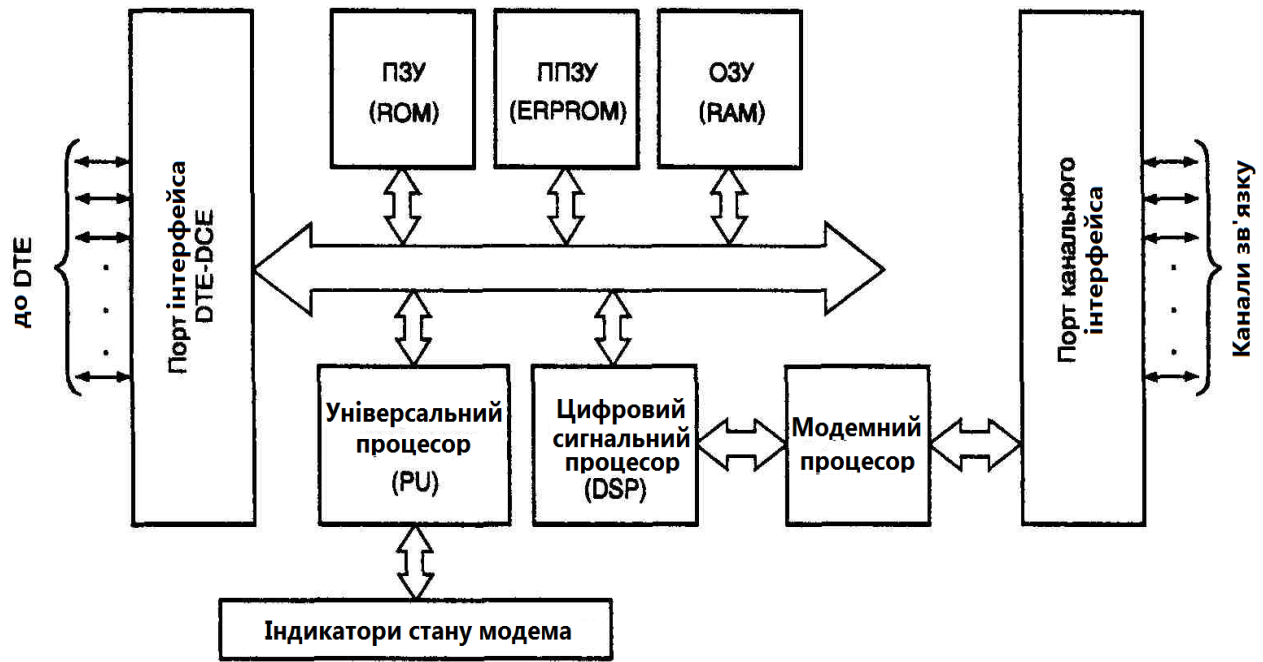 ПЗУ
(ROM)
ППЗУ
(ERPROM)
ОЗУ
(RAM)
до DTE
Порт інтерфейса
DTE-DCE
Порт канального
інтерфейса
Канали зв'язку
Універсальний
процесор
(PU)
Цифровий
сигнальний
процесор
(DSP)
Модемний
процесор
Індикатори стану модема